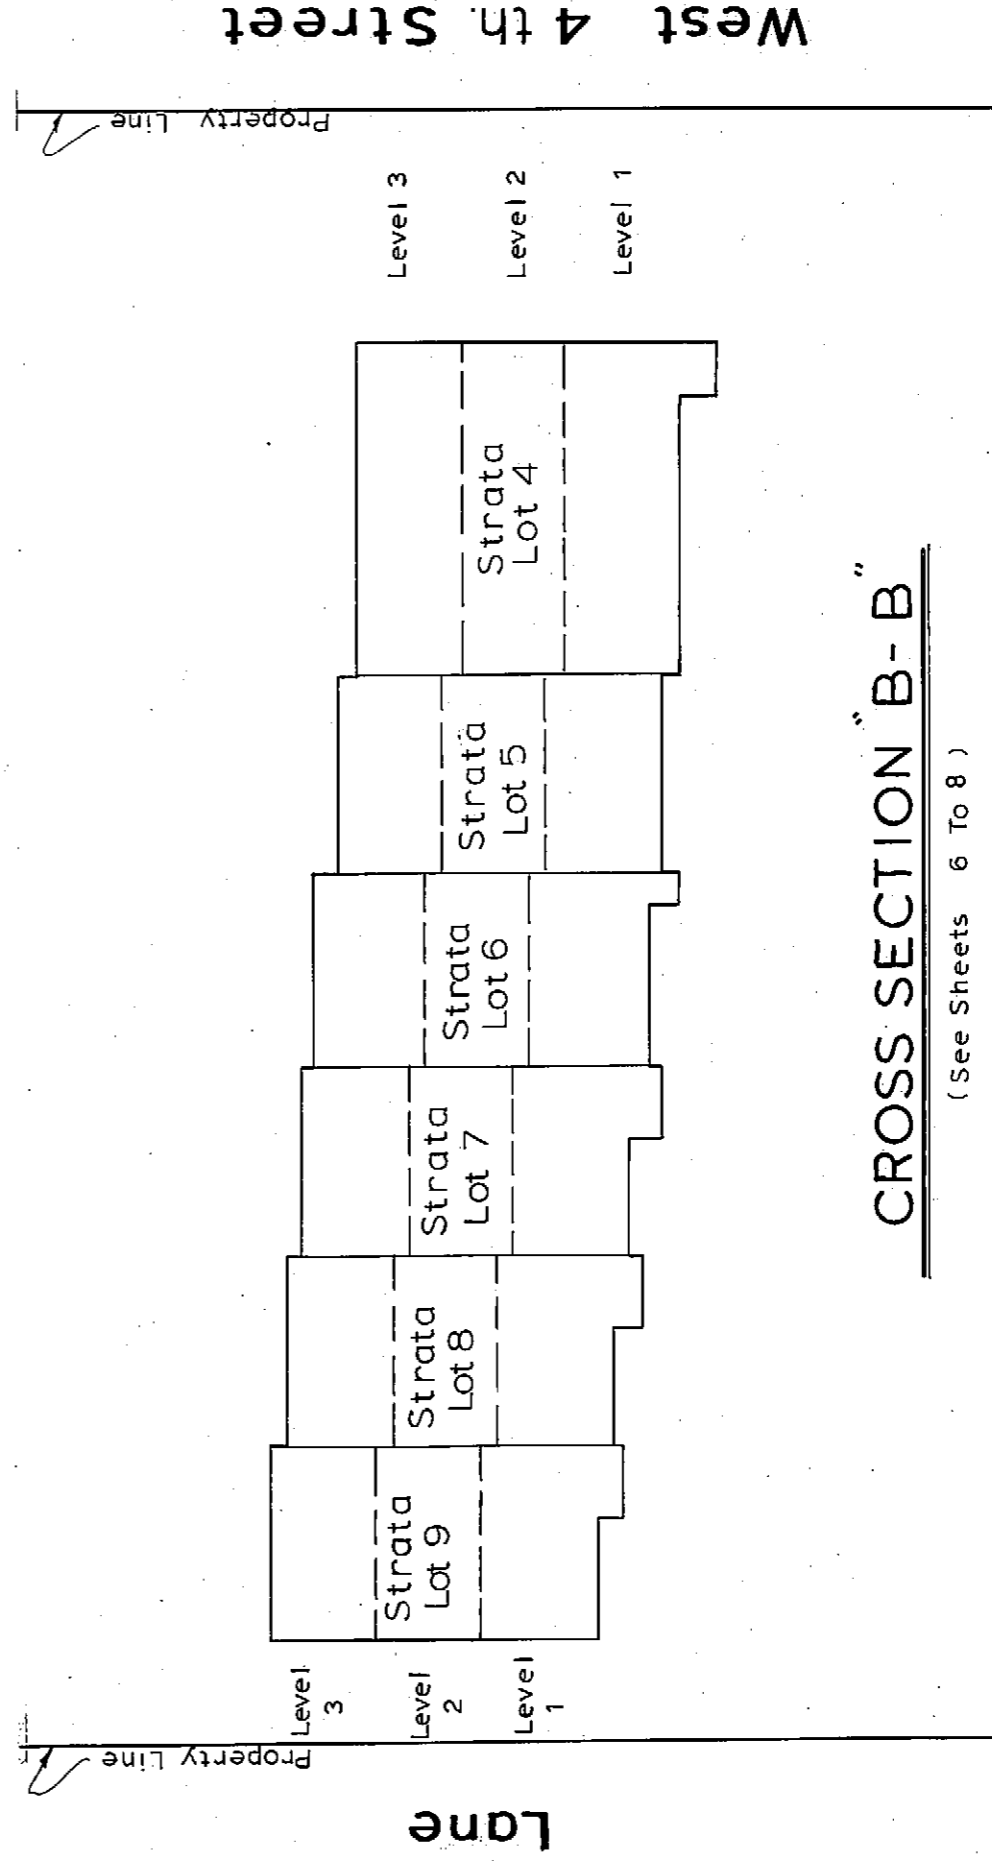 West 4 th. Street
Property Line
Level 3
Level 2
Level 1
Strata
Lot 4
Strata
Lot 5
Strata
Lot 6
Strata
Lot 7
Strata
Lot 8
Strata
Lot 9
Level
3
Level
2
Level
1
Property Line
Lane
CROSS SECTION "B-B"
(See Sheets 6 To 8)